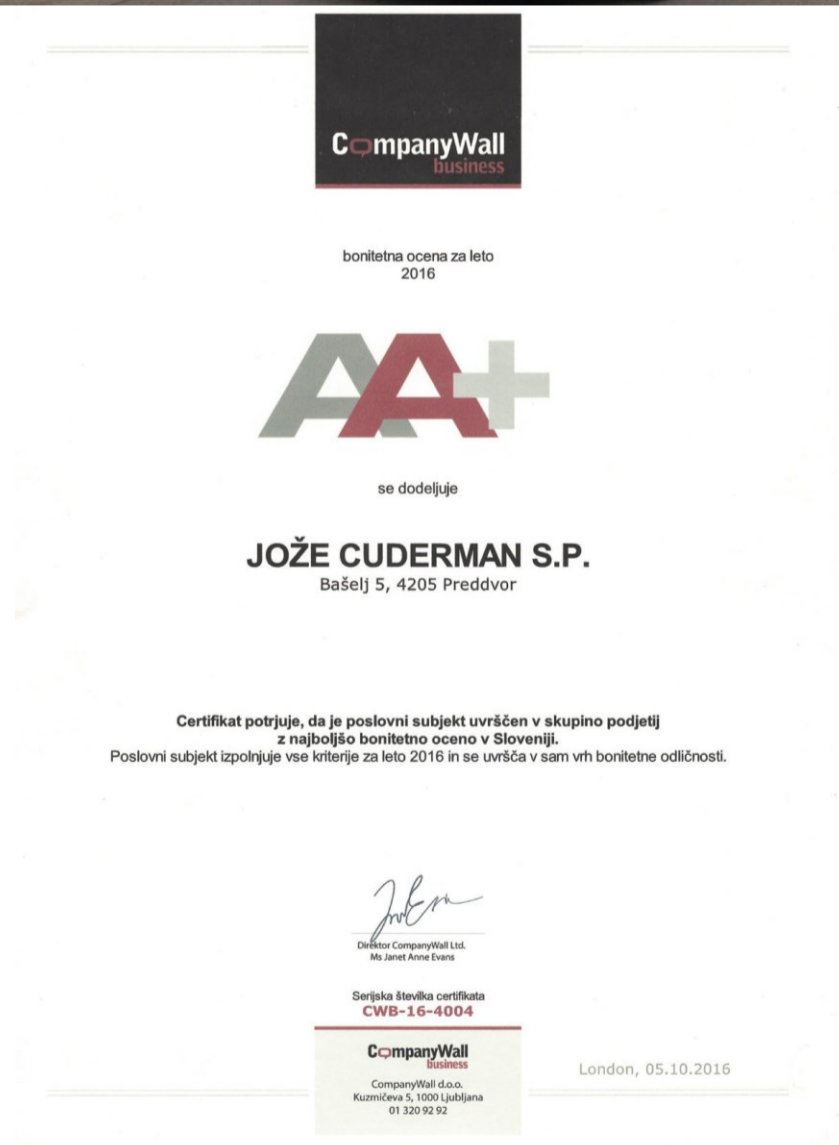 CompanyWall
business
bonitetna ocena za leto
2016
AA+
se dodeljuje
JOŽE CUDERMAN S.P.
Bašelj 5, 4205 Preddvor
Certifikat potrjuje, da je poslovni subjekt uvrščen v skupino podjetij
z najboljšo bonitetno oceno v Sloveniji.
Poslovni subjekt izpolnjuje vse kriterije za leto 2016 in se uvršča v sam vrh bonitetne odličnosti.
Direktor CompanyWall Ltd.
Ms Janet Anne Evans
Serijska številka certifikata
CWB-16-4004
CompanyWall
business
CompanyWall d.o.o.
Kuzmičeva 5, 1000 Ljubljana
01 320 92 92
London, 05.10.2016